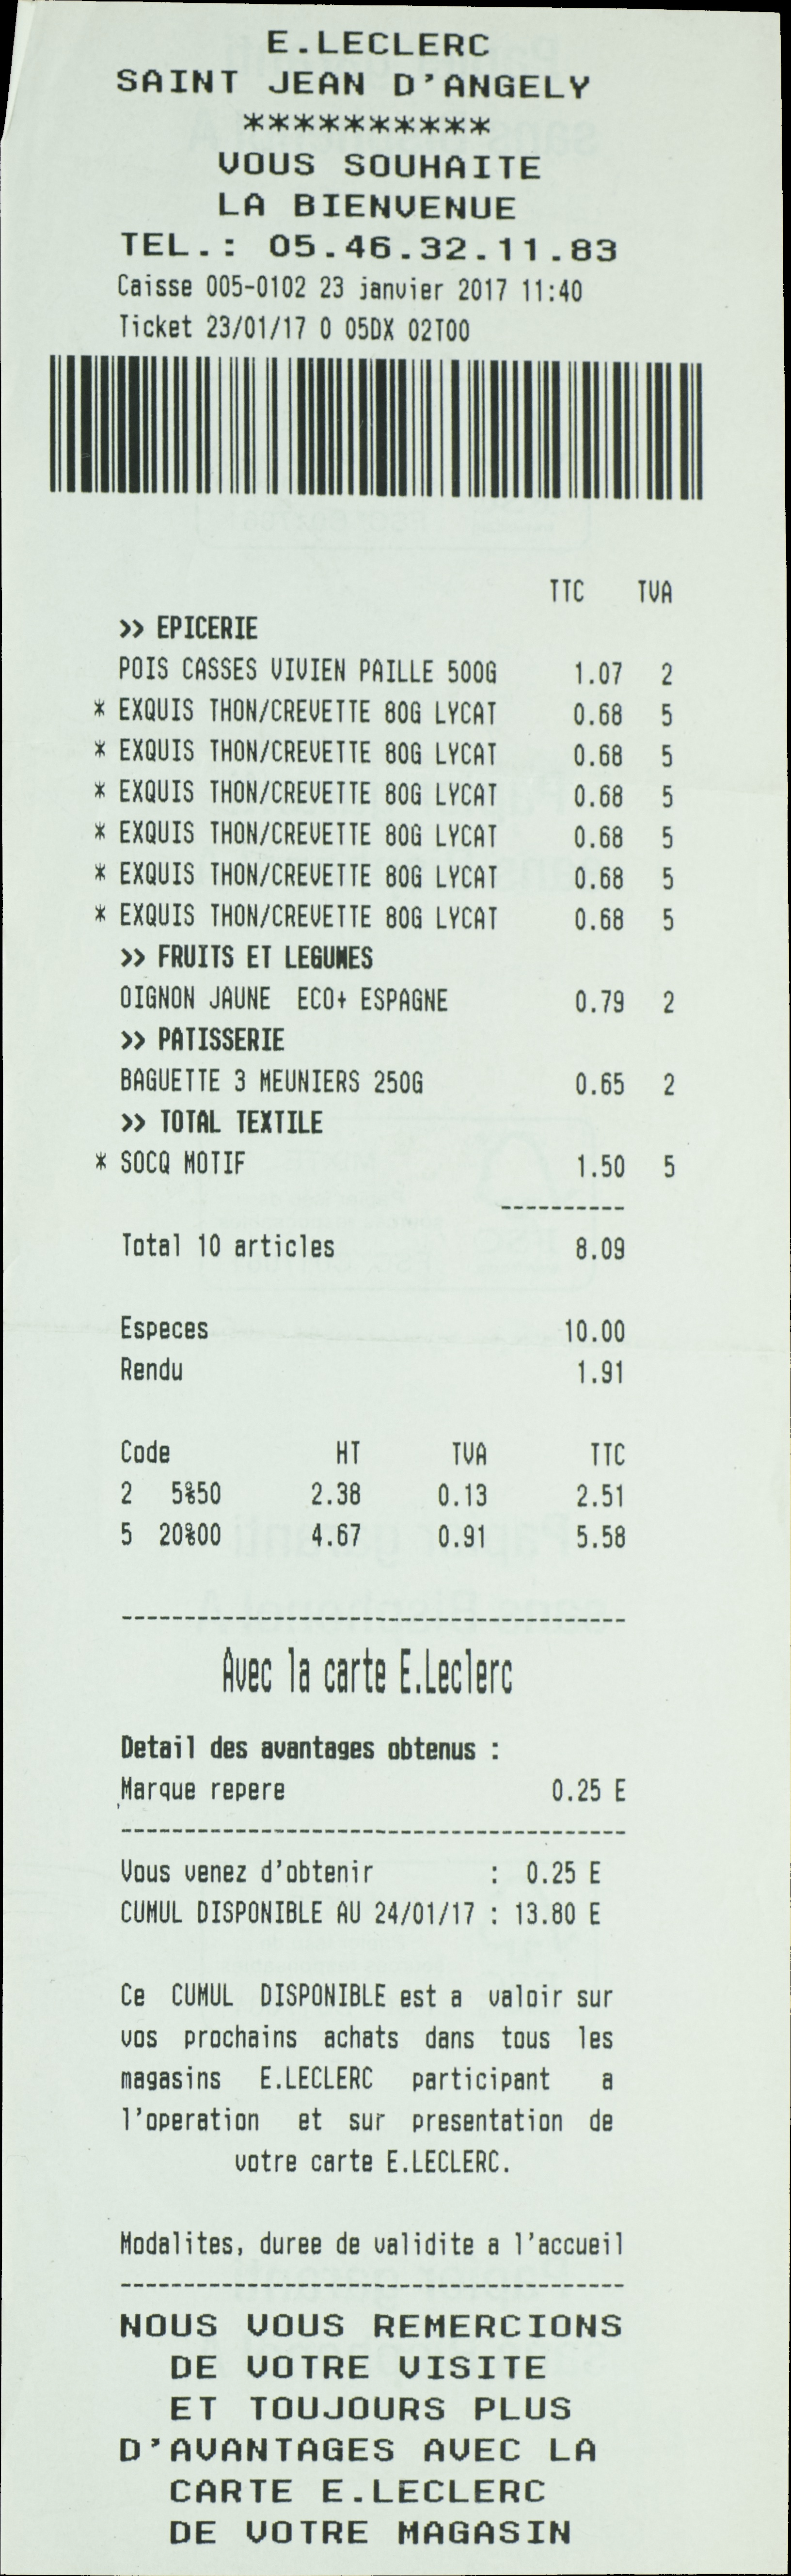 E.LECLERC
SAINT JEAN D'ANGELY
**********
VOUS SOUHAITE
LA BIENVENUE
TEL.: 05.46.32.11.83
Caisse 005-0102 23 janvier 2017 11:40
Ticket 23/01/17 0 05DX 02T00
TTC TVA
>> EPICERIE
POIS CASSES VIVIEN PAILLE 500G 1.07 2
* EXQUIS THON/CREVETTE 80G LYCAT 0.68 5
* EXQUIS THON/CREVETTE 80G LYCAT 0.68 5
* EXQUIS THON/CREVETTE 80G LYCAT 0.68 5
* EXQUIS THON/CREVETTE 80G LYCAT 0.68 5
* EXQUIS THON/CREVETTE 80G LYCAT 0.68 5
* EXQUIS THON/CREVETTE 80G LYCAT 0.68 5
>> FRUITS ET LEGUMES
OIGNON JAUNE ECO+ ESPAGNE 0.79 2
>> PATISSERIE
BAGUETTE 3 MEUNIERS 250G 0.65 2
>> TOTAL TEXTILE
* SOCQ MOTIF 1.50 5
----------
Total 10 articles 8.09
Especes 10.00
Rendu 1.91
Code HT TVA TTC
2 5%50 2.38 0.13 2.51
5 20%00 4.67 0.91 5.58
----------------------------------------
Avec la carte E.Leclerc
Detail des avantages obtenus :
Marque repere 0.25 E
----------------------------------------
Vous venez d'obtenir : 0.25 E
CUMUL DISPONIBLE AU 24/01/17 : 13.80 E
Ce CUMUL DISPONIBLE est a valoir sur
vos prochains achats dans tous les
magasins E.LECLERC participant a
l'operation et sur presentation de
votre carte E.LECLERC.
Modalites, duree de validite a l'accueil
----------------------------------------
NOUS VOUS REMERCIONS
DE VOTRE VISITE
ET TOUJOURS PLUS
D'AVANTAGES AVEC LA
CARTE E.LECLERC
DE VOTRE MAGASIN